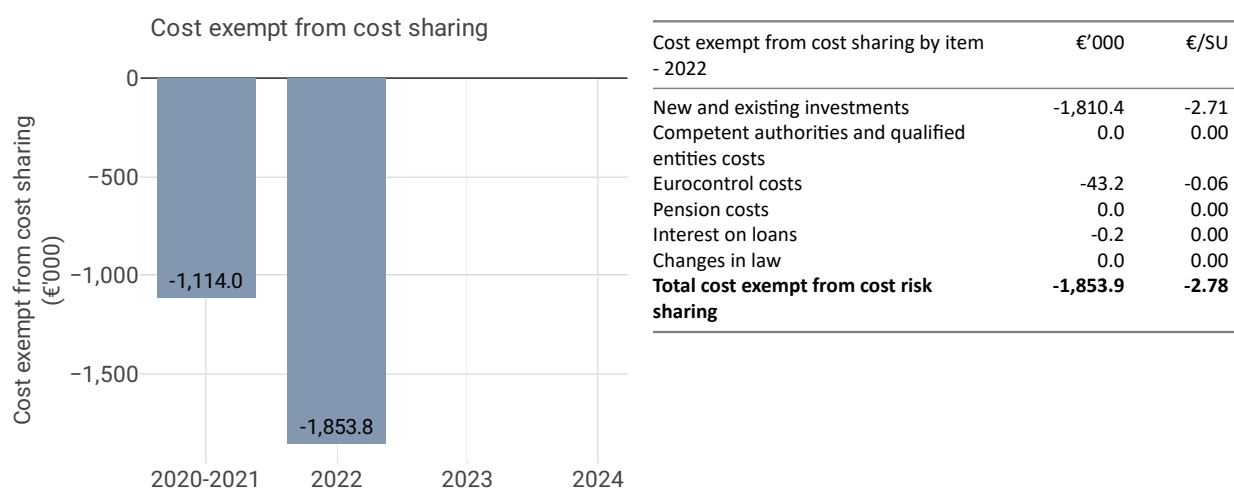 Cost exempt from cost sharing
Cost exempt from cost sharing
(€'000)
0
−500
−1,000
−1,500
-1,114.0
-1,853.8
2020-2021 2022 2023 2024
Cost exempt from cost sharing by item €’000 €/SU
- 2022
New and existing investments -1,810.4 -2.71
Competent authorities and qualified 0.0 0.00
entities costs
Eurocontrol costs -43.2 -0.06
Pension costs 0.0 0.00
Interest on loans -0.2 0.00
Changes in law 0.0 0.00
Total cost exempt from cost risk -1,853.9 -2.78
sharing